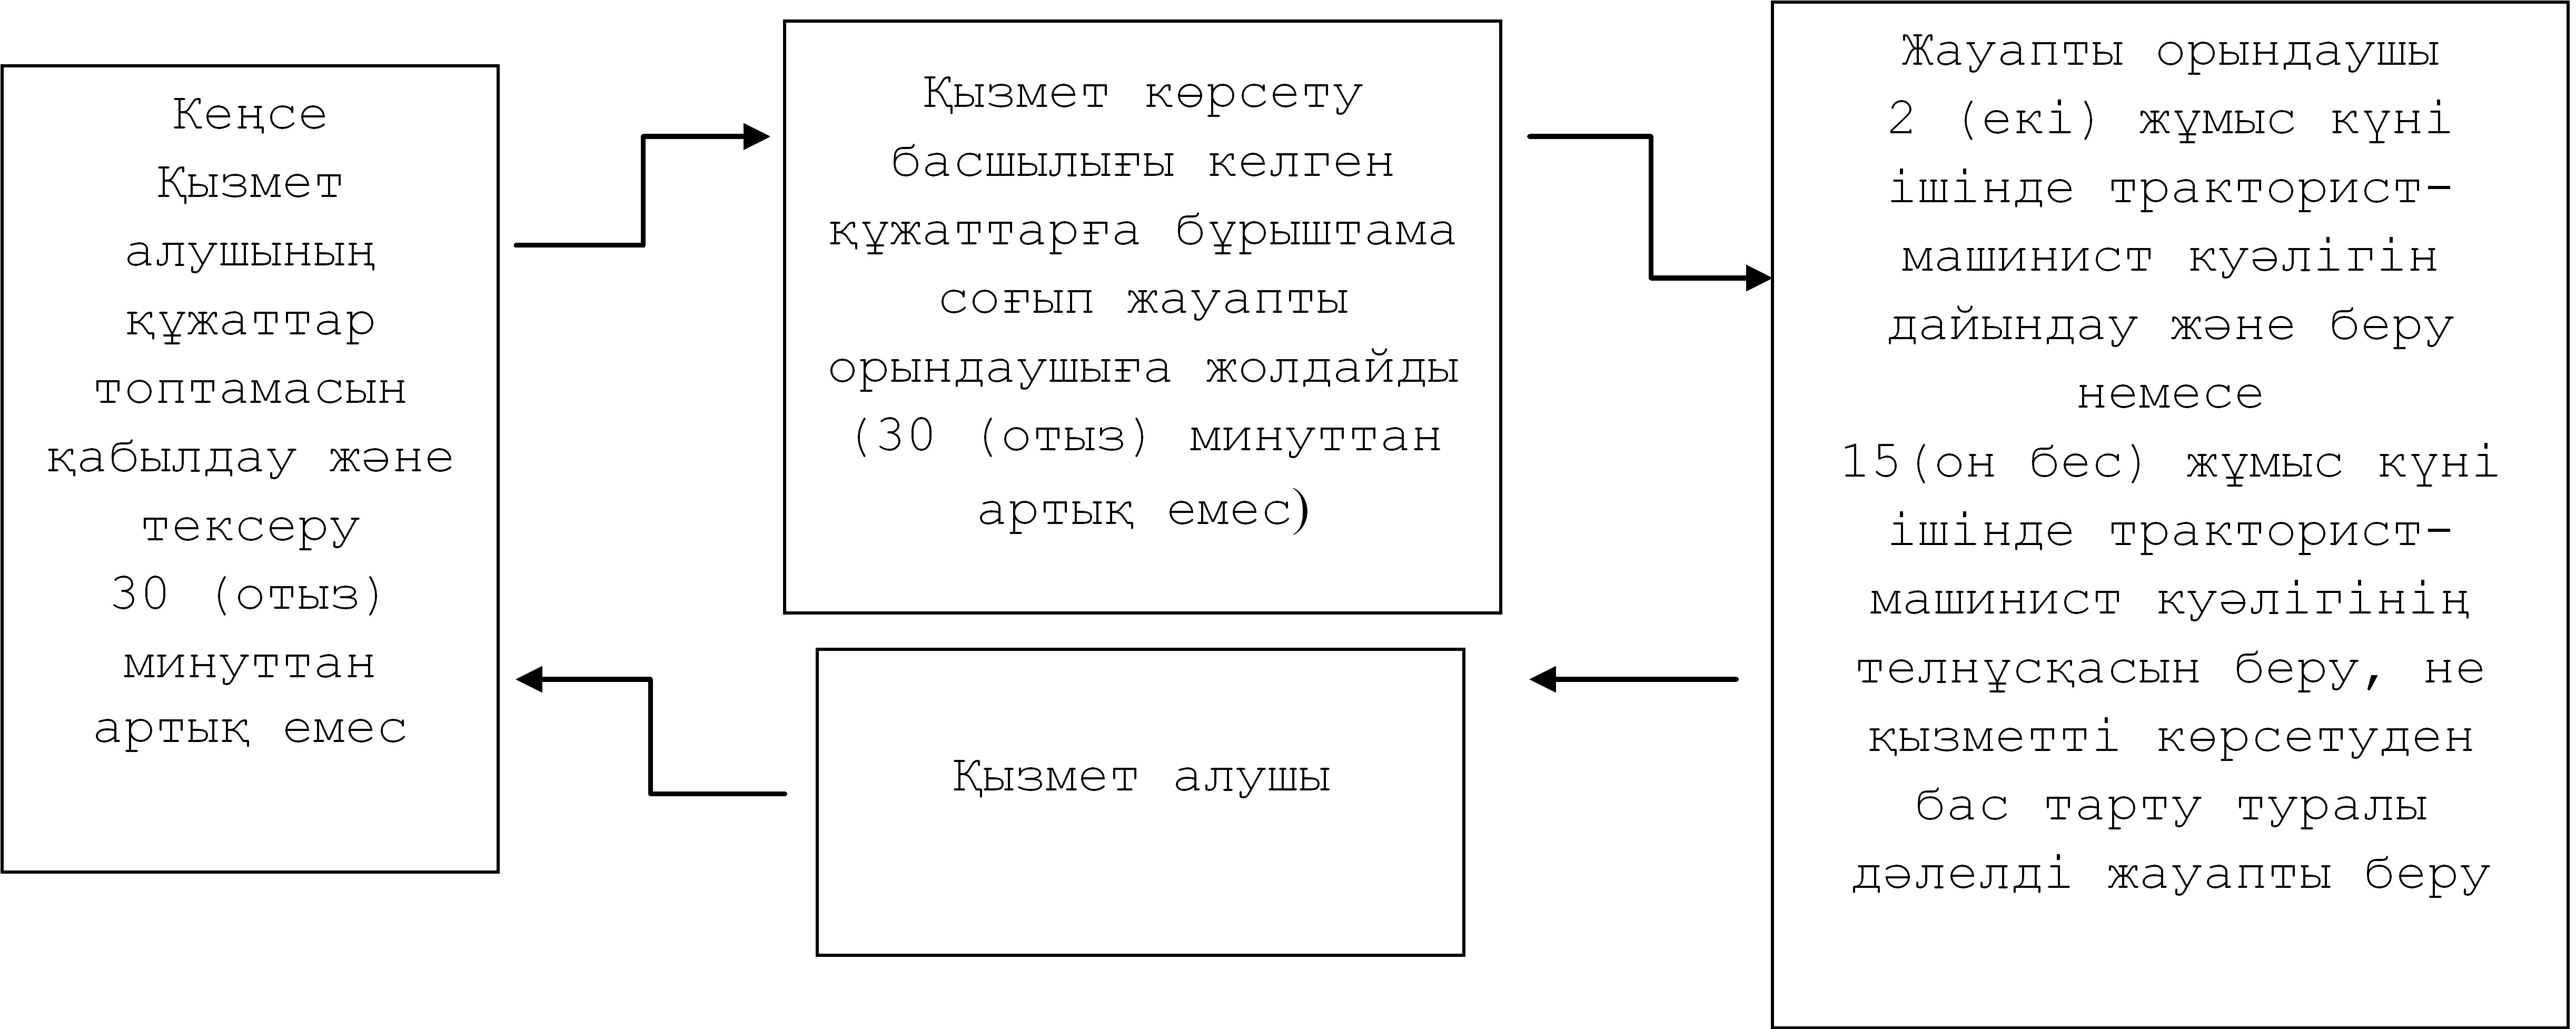 Кеңсе
Қызмет
алушының
құжаттар
топтамасын
қабылдау және
тексеру
30 (отыз)
минуттан
артық емес
Қызмет көрсету
басшылығы келген
құжаттарға бұрыштама
соғып жауапты
орындаушыға жолдайды
(30 (отыз) минуттан
артық емес)
Жауапты орындаушы
2 (екі) жұмыс күні
ішінде тракторист-
машинист куәлігін
дайындау және беру
немесе
15(он бес) жұмыс күні
ішінде тракторист-
машинист куәлігінің
телнұсқасын беру, не
қызметті көрсетуден
бас тарту туралы
дәлелді жауапты беру
Қызмет алушы